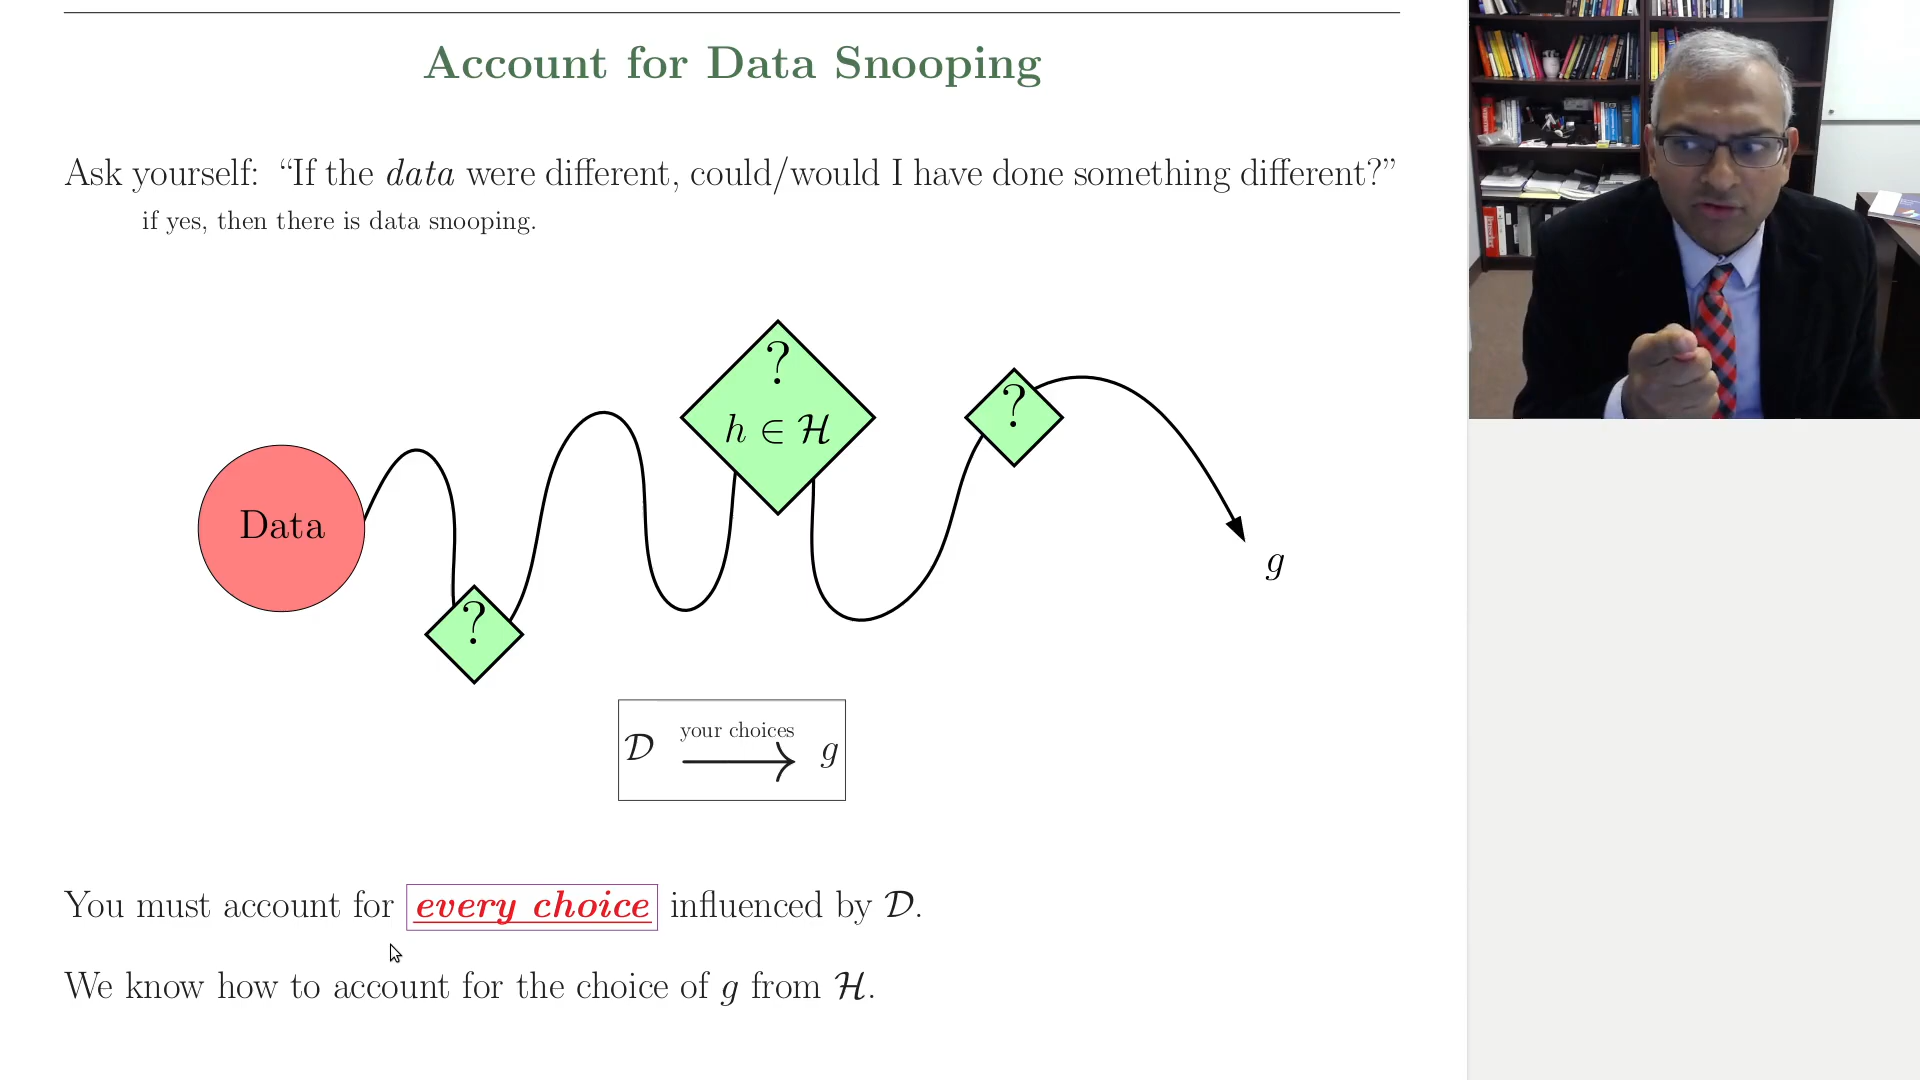 Account for Data Snooping
Ask yourself: “If the data were different, could/would I have done something different?”
if yes, then there is data snooping.
?
h ∈ ℋ
?
Data
g
?
your choices
𝒟 ⟶ g
You must account for every choice influenced by 𝒟.
We know how to account for the choice of g from ℋ.